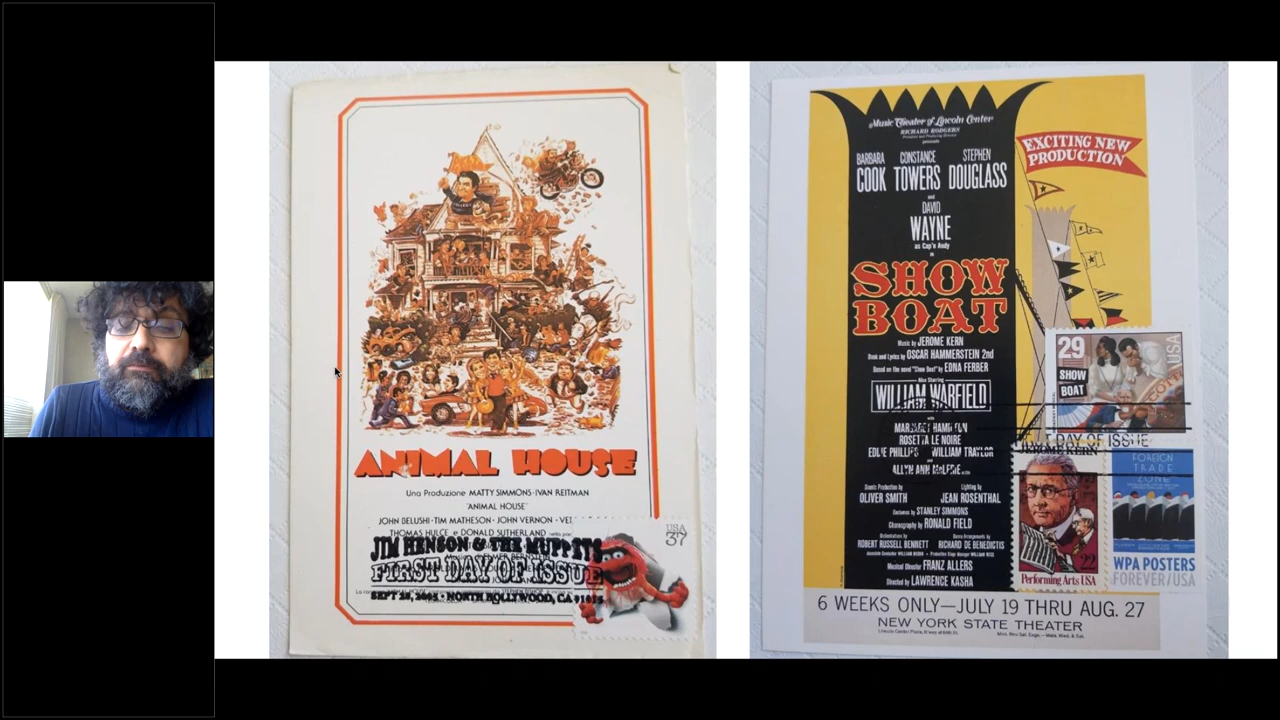 ANIMAL HOUSE
Una Produzione MATTY SIMMONS-IVAN REITMAN
"ANIMAL HOUSE"
JOHN BELUSHI·TIM MATHESON·JOHN VERNON·
THOMAS HULCE e DONALD SUTHERLAND
JIM HENSON & THE MUPPETS
FIRST DAY OF ISSUE
NORTH HOLLYWOOD, CA
USA
37
Music Theater of Lincoln Center
RICHARD RODGERS
presents
BARBARA COOK
CONSTANCE TOWERS
STEPHEN DOUGLASS
and
DAVID
WAYNE
as Cap'n Andy
in
SHOW
BOAT
EXCITING NEW
PRODUCTION
Music by JEROME KERN
Book and Lyrics by OSCAR HAMMERSTEIN 2nd
Based on the novel "Show Boat" by EDNA FERBER
Also Starring
WILLIAM WARFIELD
with
MARGARET HAMILTON
ROSETTA LE NOIRE
EDDIE PHILLIPS WILLIAM TRAYLOR
and
ALLYN ANN McLERIE
Scenic Production by
OLIVER SMITH
Lighting by
JEAN ROSENTHAL
Costumes by STANLEY SIMMONS
Choreography by RONALD FIELD
Orchestrations by
ROBERT RUSSELL BENNETT
Dance Arrangements by
RICHARD DE BENEDICTIS
Musical Director FRANZ ALLERS
Directed by LAWRENCE KASHA
6 WEEKS ONLY—JULY 19 THRU AUG. 27
NEW YORK STATE THEATER
29
USA
SHOW
BOAT
DAY OF ISSUE
JEROME KERN
22
Performing Arts USA
FOREIGN
TRADE
ZONE
WPA POSTERS
FOREVER/USA